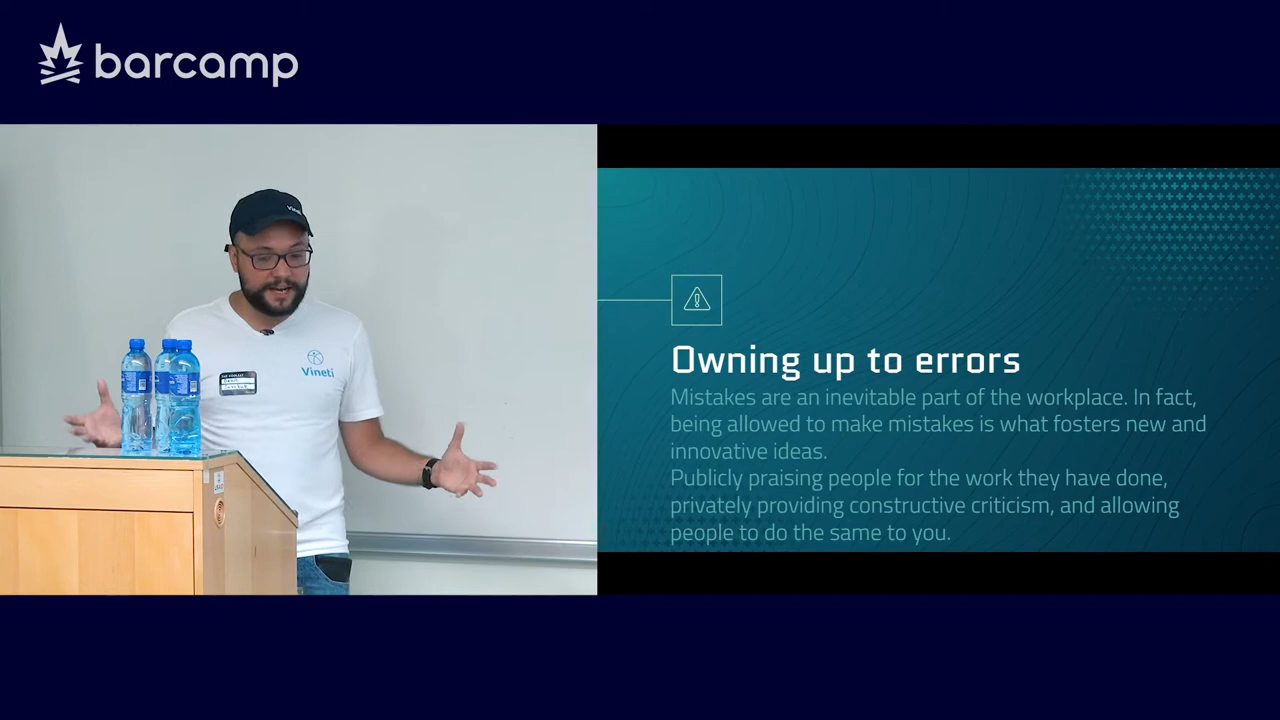 barcamp
Vineti
Owning up to errors
Mistakes are an inevitable part of the workplace. In fact,
being allowed to make mistakes is what fosters new and
innovative ideas.
Publicly praising people for the work they have done,
privately providing constructive criticism, and allowing
people to do the same to you.